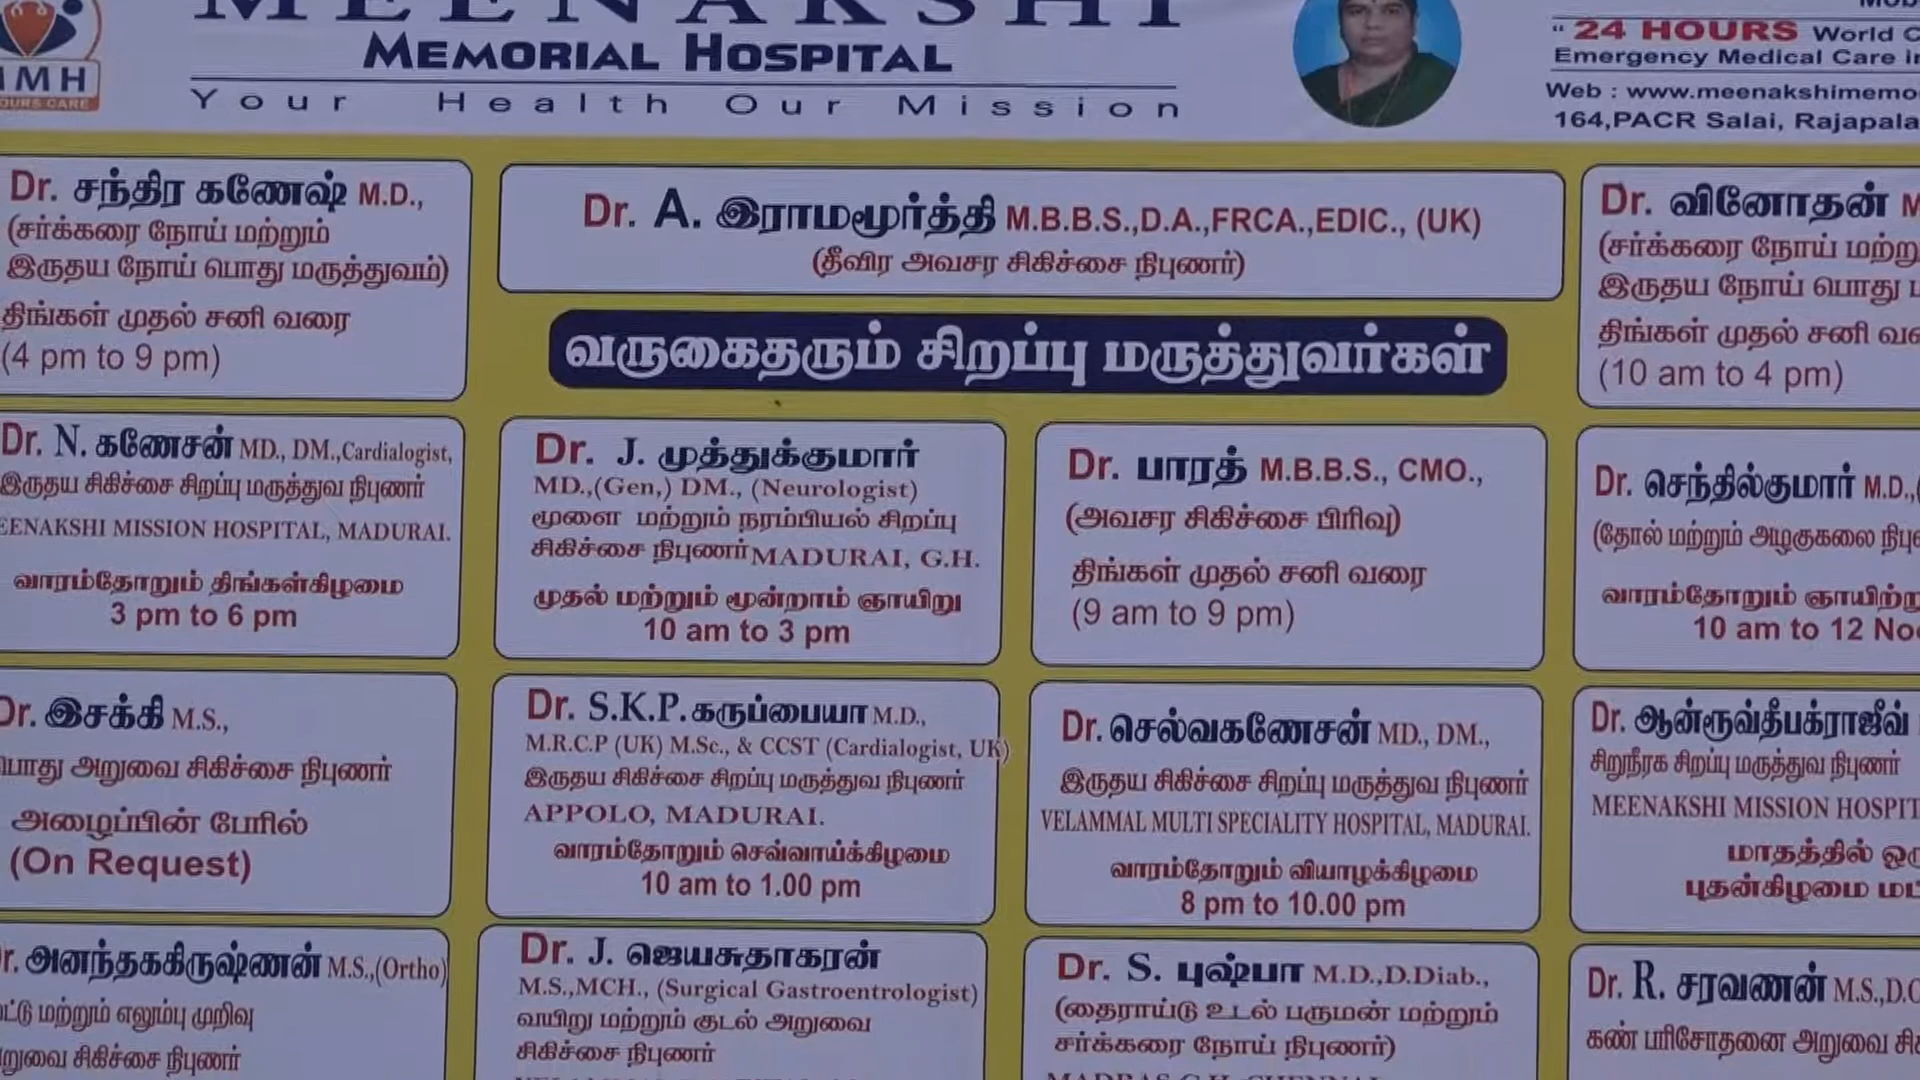 MEENAKSHI
MEMORIAL HOSPITAL
Your Health Our Mission
MH
OURS CARE
" 24 HOURS World
Emergency Medical Care
Web : www.meenakshimemo
164,PACR Salai, Rajapala
Dr. சந்திர கணேஷ் M.D.,
(சர்க்கரை நோய் மற்றும்
இருதய நோய் பொது மருத்துவம்)
திங்கள் முதல் சனி வரை
(4 pm to 9 pm)
Dr. A. இராமமூர்த்தி M.B.B.S.,D.A.,FRCA.,EDIC., (UK)
(தீவிர அவசர சிகிச்சை நிபுணர்)
Dr. வினோதன்
(சர்க்கரை நோய் மற்று
இருதய நோய் பொது
திங்கள் முதல் சனி வ
(10 am to 4 pm)
வருகைதரும் சிறப்பு மருத்துவர்கள்
Dr. N. கணேசன் MD., DM.,Cardialogist,
இருதய சிகிச்சை சிறப்பு மருத்துவ நிபுணர்
EENAKSHI MISSION HOSPITAL, MADURAI.
வாரம்தோறும் திங்கள்கிழமை
3 pm to 6 pm
Dr. J. முத்துக்குமார்
MD.,(Gen,) DM., (Neurologist)
மூளை மற்றும் நரம்பியல் சிறப்பு
சிகிச்சை நிபுணர் MADURAI, G.H.
முதல் மற்றும் மூன்றாம் ஞாயிறு
10 am to 3 pm
Dr. பாரத் M.B.B.S., CMO.,
(அவசர சிகிச்சை பிரிவு)
திங்கள் முதல் சனி வரை
(9 am to 9 pm)
Dr. செந்தில்குமார் M.D.,
(தோல் மற்றும் அழகுகலை நிபு
வாரம்தோறும் ஞாயிற்று
10 am to 12 Noo
Dr. இசக்கி M.S.,
பொது அறுவை சிகிச்சை நிபுணர்
அழைப்பின் பேரில்
(On Request)
Dr. S.K.P. கருப்பையா M.D.,
M.R.C.P (UK) M.Sc., & CCST (Cardialogist, UK)
இருதய சிகிச்சை சிறப்பு மருத்துவ நிபுணர்
APPOLO, MADURAI.
வாரம்தோறும் செவ்வாய்க்கிழமை
10 am to 1.00 pm
Dr. செல்வகணேசன் MD., DM.,
இருதய சிகிச்சை சிறப்பு மருத்துவ நிபுணர்
VELAMMAL MULTI SPECIALITY HOSPITAL, MADURAI.
வாரம்தோறும் வியாழக்கிழமை
8 pm to 10.00 pm
Dr. ஆன்ரூவ்தீபக்ராஜீவ்
சிறுநீரக சிறப்பு மருத்துவ நிபுணர்
MEENAKSHI MISSION HOSPIT
மாதத்தில் ஒரு
புதன்கிழமை மட்
Dr. அனந்தககிருஷ்ணன் M.S.,(Ortho)
ட்டு மற்றும் எலும்பு முறிவு
றுவை சிகிச்சை நிபுணர்
Dr. J. ஜெயசுதாகரன்
M.S.,MCH., (Surgical Gastroentrologist)
வயிறு மற்றும் குடல் அறுவை
சிகிச்சை நிபுணர்
Dr. S. புஷ்பா M.D.,D.Diab.,
(தைராய்டு உடல் பருமன் மற்றும்
சர்க்கரை நோய் நிபுணர்)
MADRAS G.H. CHENNAI
Dr. R. சரவணன் M.S.,D.O
கண் பரிசோதனை அறுவை சி